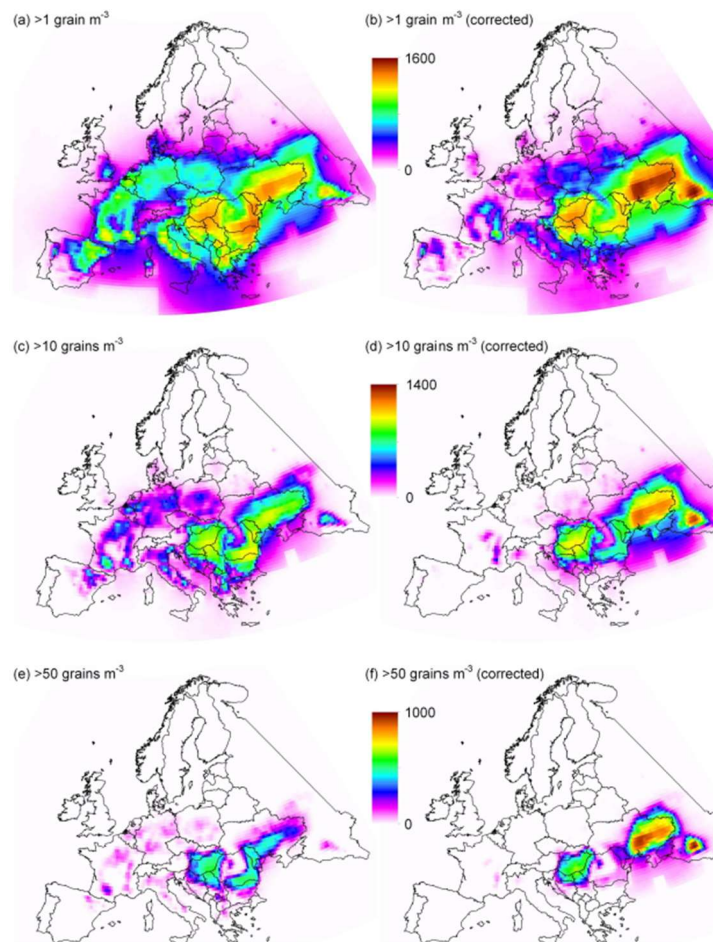 (a) >1 grain m⁻³
(b) >1 grain m⁻³ (corrected)
1600
0
(c) >10 grains m⁻³
(d) >10 grains m⁻³ (corrected)
1400
0
(e) >50 grains m⁻³
(f) >50 grains m⁻³ (corrected)
1000
0